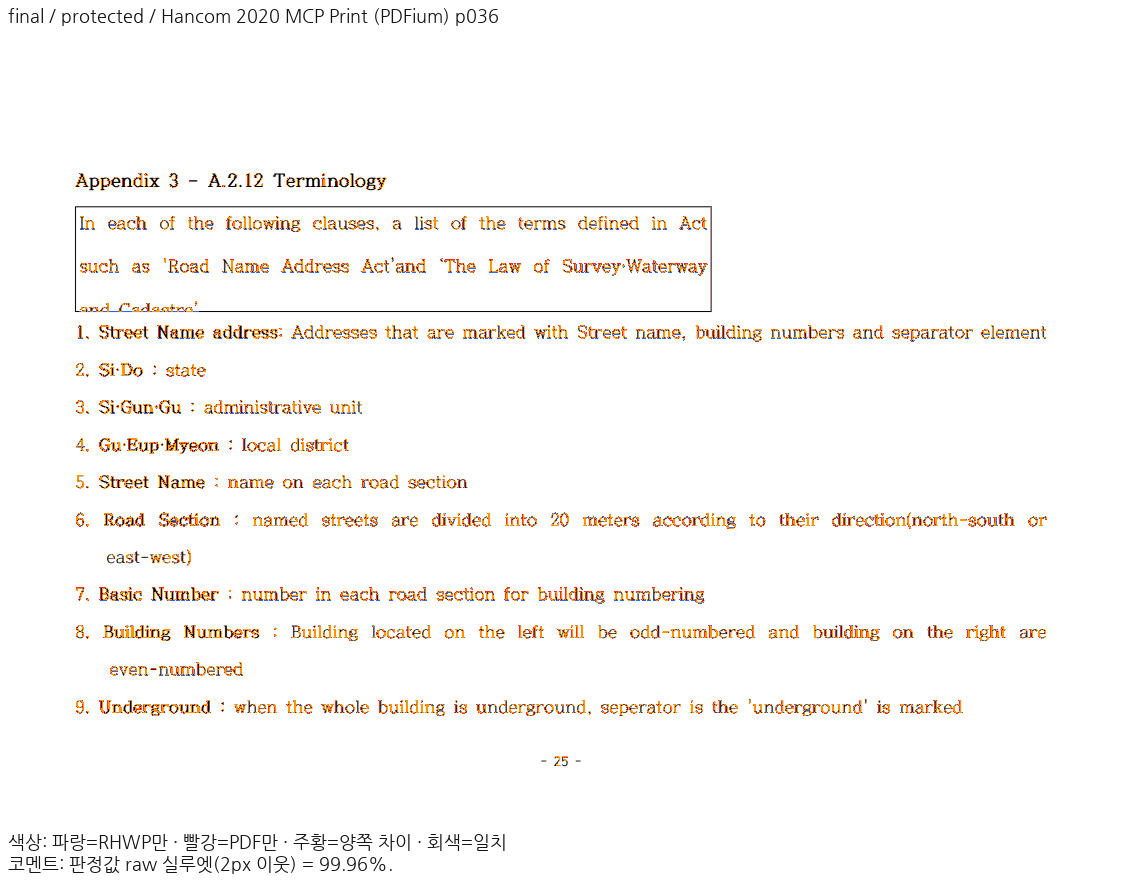 final / protected / Hancom 2020 MCP Print (PDFium) p036
Appendix 3 - A.2.12 Terminology
In each of the following clauses, a list of the terms defined in Act
such as 'Road Name Address Act'and 'The Law of Survey·Waterway
and Cadastre'
1. Street Name address: Addresses that are marked with Street name, building numbers and separator element
2. Si·Do : state
3. Si·Gun·Gu : administrative unit
4. Gu·Eup·Myeon : local district
5. Street Name : name on each road section
6. Road Section : named streets are divided into 20 meters according to their direction(north-south or
east-west)
7. Basic Number : number in each road section for building numbering
8. Building Numbers : Building located on the left will be odd-numbered and building on the right are
even-numbered
9. Underground : when the whole building is underground, seperator is the 'underground' is marked
- 25 -
색상: 파랑=RHWP만 · 빨강=PDF만 · 주황=양쪽 차이 · 회색=일치
코멘트: 판정값 raw 실루엣(2px 이웃) = 99.96%.